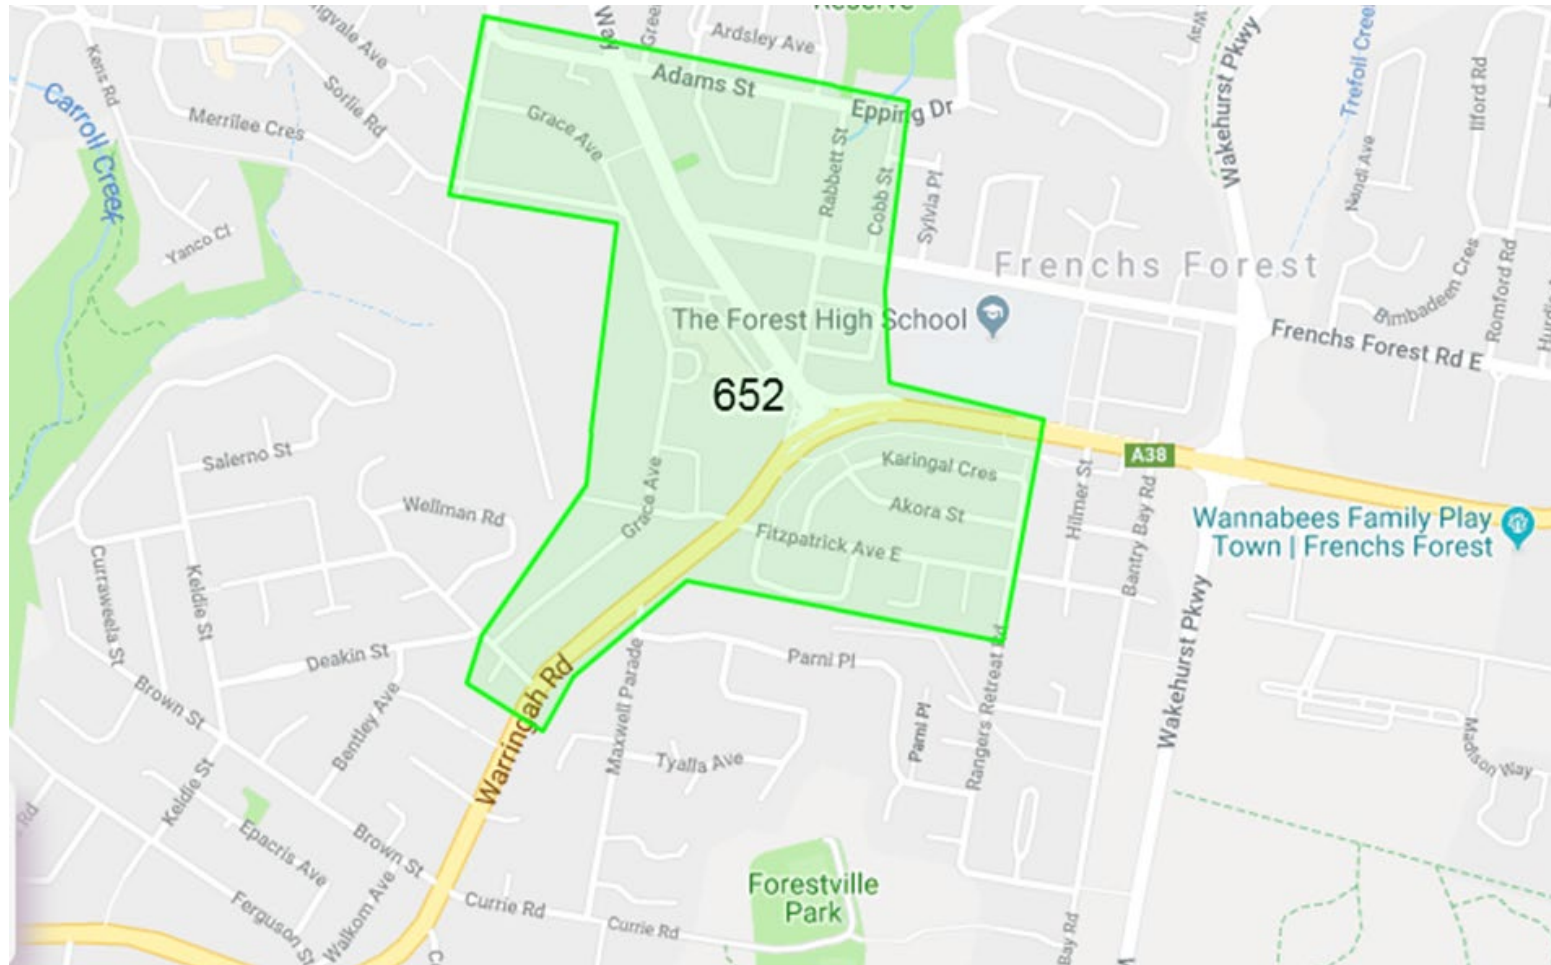 Reserve
Way
Ardsley Ave
Way
Kens Rd
Sorlie Rd
Adams St
Epping Dr
Wakehurst Pkwy
Trefoil Cree
Ilford Rd
Carroll Creek
Merrilee Cres
Grace Ave
Rabbett St
Cobb St
Sylvia Pl
Nandi Ave
Yanco Cl
Frenchs Forest
Bimbadeen Cres
Romford Rd
The Forest High School
Frenchs Forest Rd E
652
Salerno St
Karingal Cres
A38
Wellman Rd
Grace Ave
Akora St
Hilmer St
Bantry Bay Rd
Wannabees Family Play
Town | Frenchs Forest
Fitzpatrick Ave E
Curraweela St
Keldie St
Wakehurst Pkwy
Deakin St
Parni Pl
Rangers Retreat Rd
Brown St
Bentley Ave
Warringah Rd
Maxwell Parade
Parni Pl
Madison Way
Tyalla Ave
Keldie St
Rd
Epacris Ave
Brown St
Forestville
Park
Walkom Ave
Ferguson St
Currie Rd
Currie Rd
Bay Rd